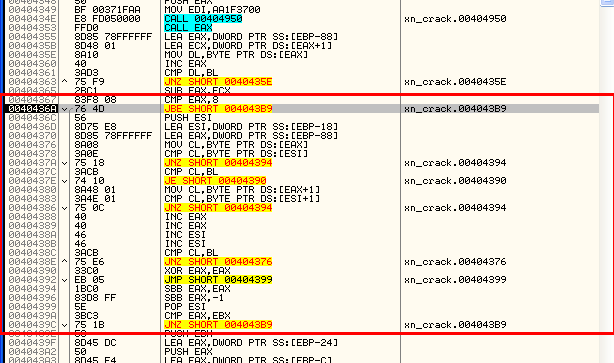 00404348 50 PUSH EAX
00404349 BF 00371FAA MOV EDI,AA1F3700
0040434E E8 FD050000 CALL 00404950 xn_crack.00404950
00404353 FFD0 CALL EAX
00404355 8D85 78FFFFFF LEA EAX,DWORD PTR SS:[EBP-88]
0040435B 8D48 01 LEA ECX,DWORD PTR DS:[EAX+1]
0040435E 8A10 MOV DL,BYTE PTR DS:[EAX]
00404360 40 INC EAX
00404361 3AD3 CMP DL,BL
00404363 ^ 75 F9 JNZ SHORT 0040435E xn_crack.0040435E
00404365 2BC1 SUB EAX,ECX
00404367 83F8 08 CMP EAX,8
0040436A 76 4D JBE SHORT 004043B9 xn_crack.004043B9
0040436C 56 PUSH ESI
0040436D 8D75 E8 LEA ESI,DWORD PTR SS:[EBP-18]
00404370 8D85 78FFFFFF LEA EAX,DWORD PTR SS:[EBP-88]
00404376 8A08 MOV CL,BYTE PTR DS:[EAX]
00404378 3A0E CMP CL,BYTE PTR DS:[ESI]
0040437A 75 18 JNZ SHORT 00404394 xn_crack.00404394
0040437C 3ACB CMP CL,BL
0040437E 74 10 JE SHORT 00404390 xn_crack.00404390
00404380 8A48 01 MOV CL,BYTE PTR DS:[EAX+1]
00404383 3A4E 01 CMP CL,BYTE PTR DS:[ESI+1]
00404386 75 0C JNZ SHORT 00404394 xn_crack.00404394
00404388 40 INC EAX
00404389 40 INC EAX
0040438A 46 INC ESI
0040438B 46 INC ESI
0040438C 3ACB CMP CL,BL
0040438E ^ 75 E6 JNZ SHORT 00404376 xn_crack.00404376
00404390 33C0 XOR EAX,EAX
00404392 EB 05 JMP SHORT 00404399 xn_crack.00404399
00404394 1BC0 SBB EAX,EAX
00404396 83D8 FF SBB EAX,-1
00404399 5E POP ESI
0040439A 3BC3 CMP EAX,EBX
0040439C 75 1B JNZ SHORT 004043B9 xn_crack.004043B9
0040439E 53 PUSH EBX
0040439F 8D45 DC LEA EAX,DWORD PTR SS:[EBP-24]
004043A2 50 PUSH EAX
004043A3 8D45 F4 LEA EAX,DWORD PTR SS:[EBP-C]